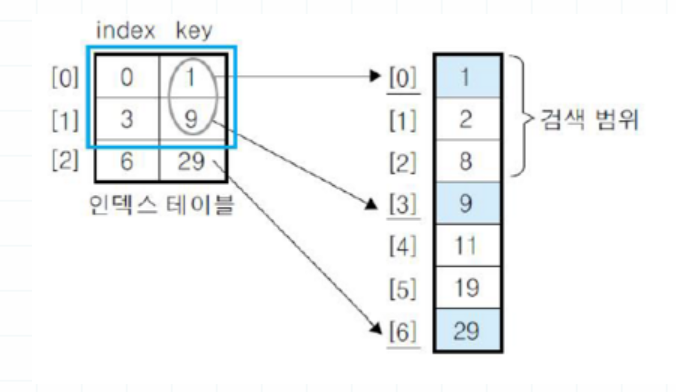 index key
[0] 0 1
[1] 3 9
[2] 6 29
인덱스 테이블
[0] 1
[1] 2
[2] 8
[3] 9
[4] 11
[5] 19
[6] 29
검색 범위